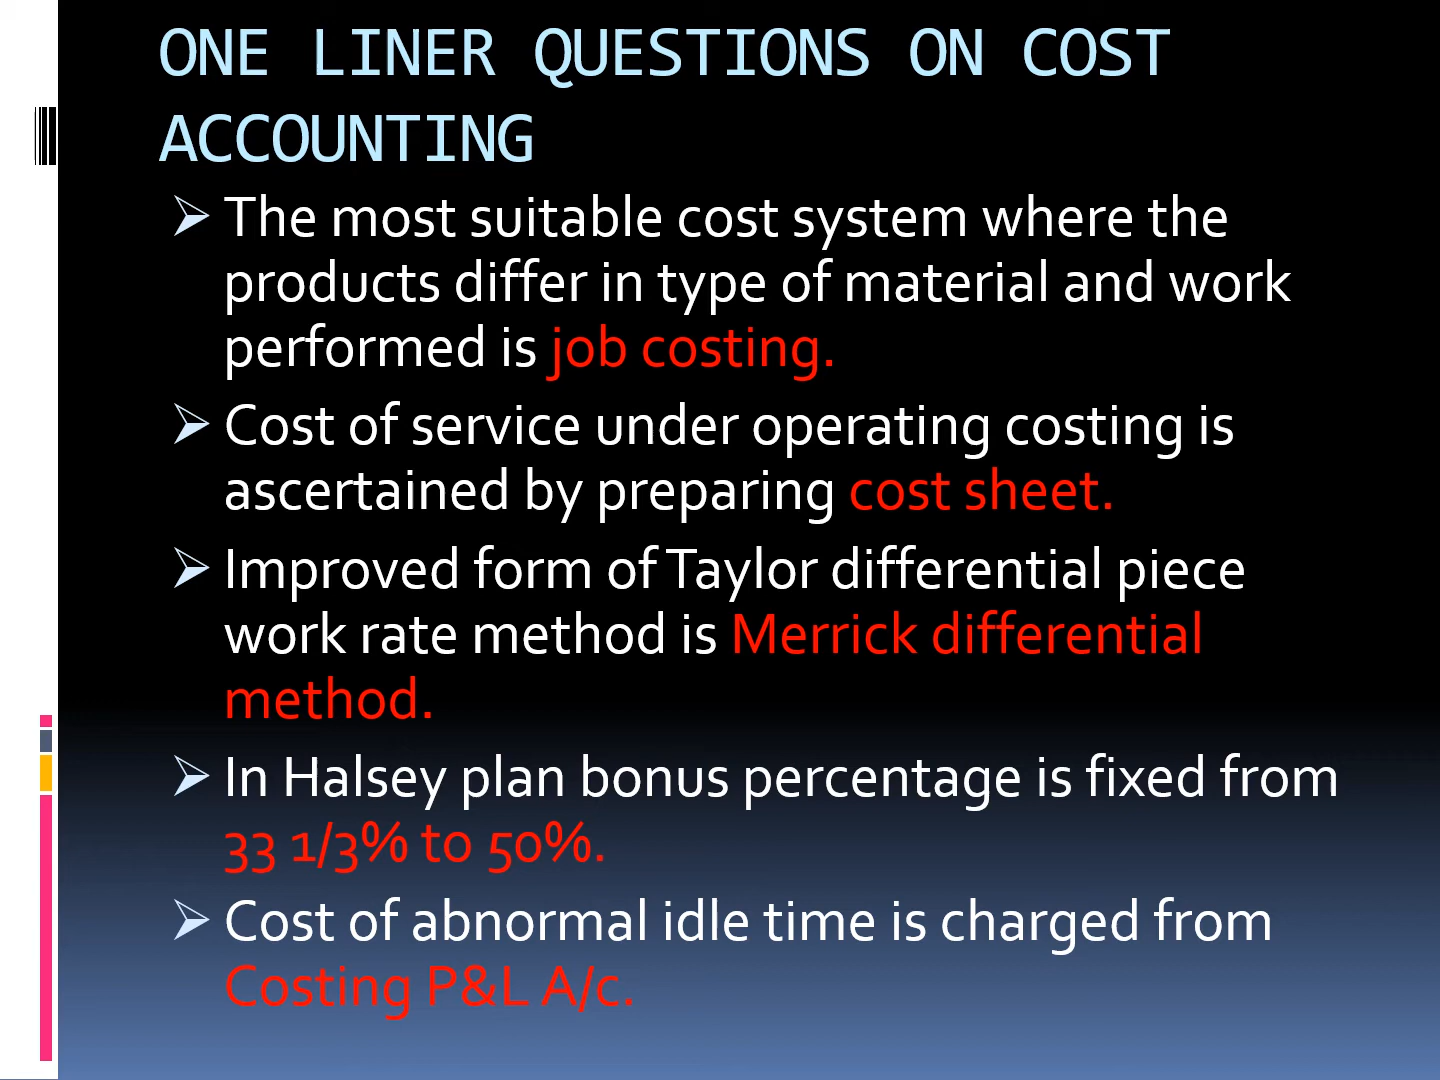 ONE LINER QUESTIONS ON COST
ACCOUNTING
The most suitable cost system where the
products differ in type of material and work
performed is job costing.
Cost of service under operating costing is
ascertained by preparing cost sheet.
Improved form of Taylor differential piece
work rate method is Merrick differential
method.
In Halsey plan bonus percentage is fixed from
33 1/3% to 50%.
Cost of abnormal idle time is charged from
Costing P&L A/c.